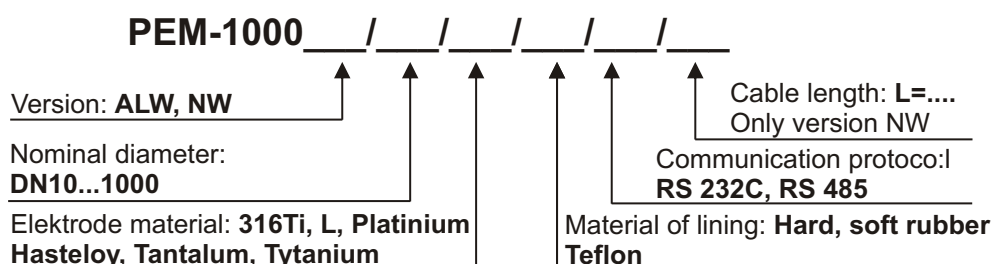 PEM-1000___/___/___/___/___/___
Version: ALW, NW
Cable length: L=....
Only version NW
Nominal diameter:
DN10...1000
Communication protoco:l
RS 232C, RS 485
Elektrode material: 316Ti, L, Platinium
Hasteloy, Tantalum, Tytanium
Material of lining: Hard, soft rubber
Teflon